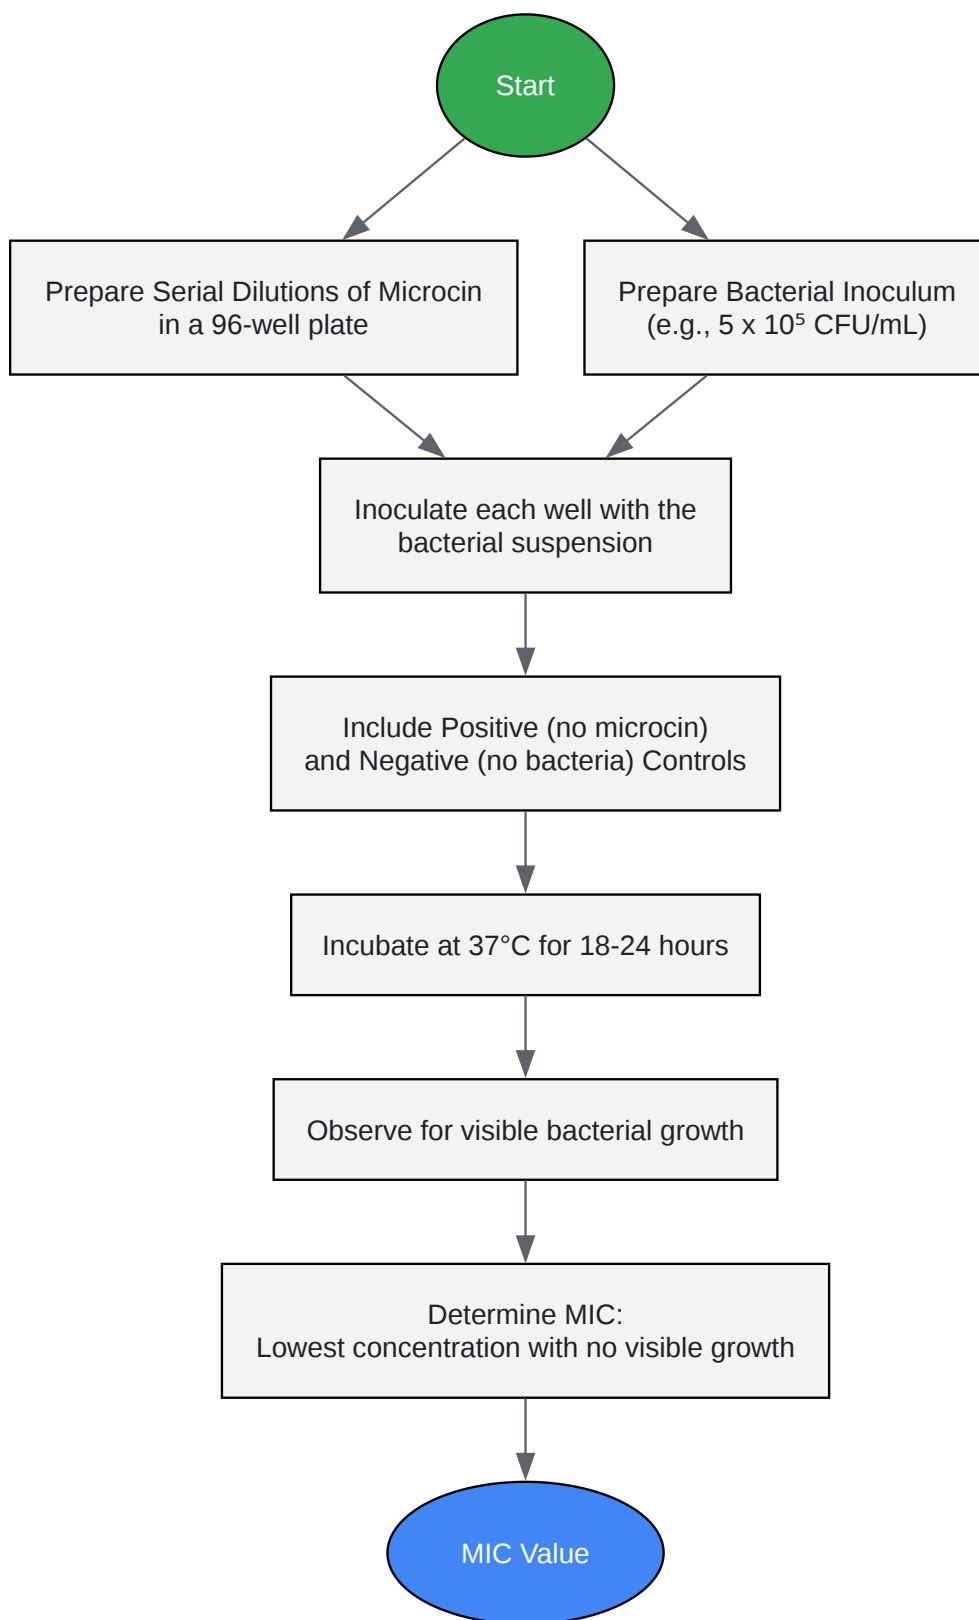 Start
Prepare Serial Dilutions of Microcin
in a 96-well plate
Prepare Bacterial Inoculum
(e.g., 5 x 10⁵ CFU/mL)
Inoculate each well with the
bacterial suspension
Include Positive (no microcin)
and Negative (no bacteria) Controls
Incubate at 37°C for 18-24 hours
Observe for visible bacterial growth
Determine MIC:
Lowest concentration with no visible growth
MIC Value